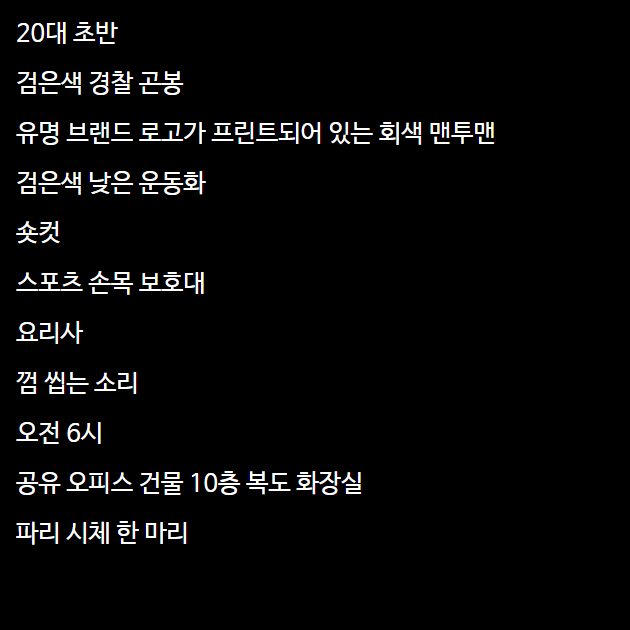 20대 초반
검은색 경찰 곤봉
유명 브랜드 로고가 프린트되어 있는 회색 맨투맨
검은색 낮은 운동화
숏컷
스포츠 손목 보호대
요리사
껌 씹는 소리
오전 6시
공유 오피스 건물 10층 복도 화장실
파리 시체 한 마리